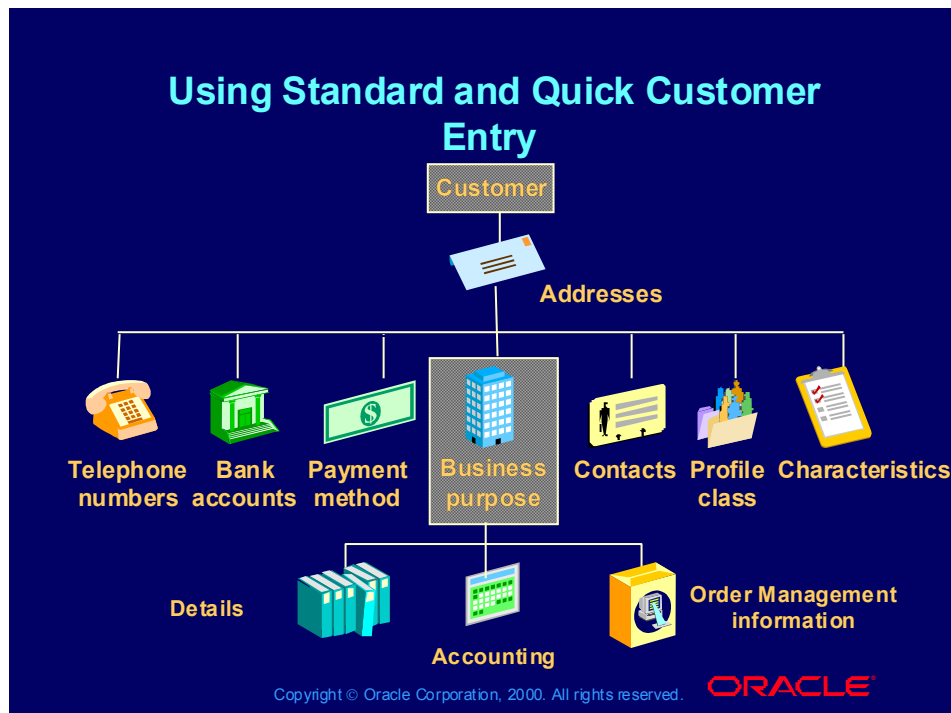 Using Standard and Quick Customer
Entry
Customer
Addresses
Telephone
numbers
Bank
accounts
Payment
method
Business
purpose
Contacts
Profile
class
Characteristics
Details
Accounting
Order Management
information
Copyright © Oracle Corporation, 2000. All rights reserved.
ORACLE®